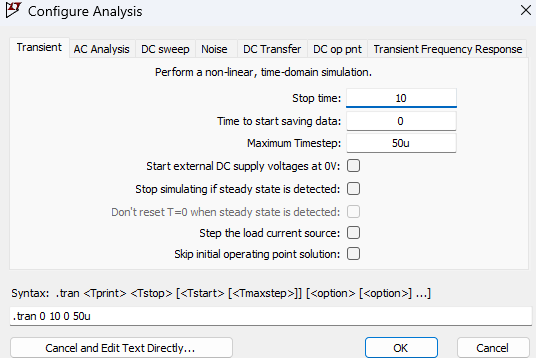 Configure Analysis
Transient AC Analysis DC sweep Noise DC Transfer DC op pnt Transient Frequency Response
Perform a non-linear, time-domain simulation.
Stop time: 10
Time to start saving data: 0
Maximum Timestep: 50u
Start external DC supply voltages at 0V:
Stop simulating if steady state is detected:
Don't reset T=0 when steady state is detected:
Step the load current source:
Skip initial operating point solution:
Syntax: .tran <Tprint> <Tstop> [<Tstart> [<Tmaxstep>]] [<option> [<option>] ...]
.tran 0 10 0 50u
Cancel and Edit Text Directly... OK Cancel